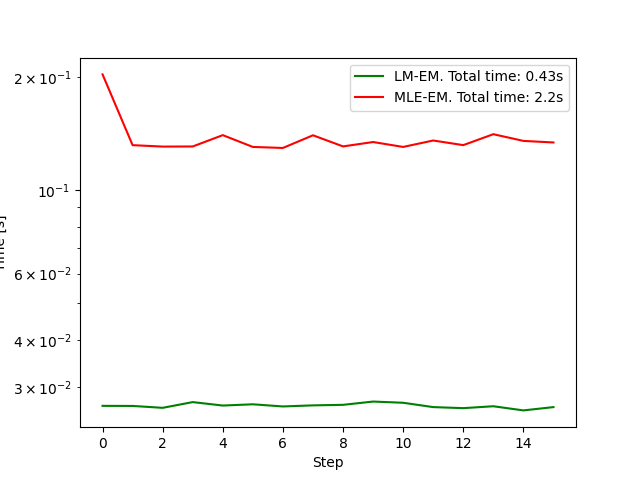 LM-EM. Total time: 0.43s
MLE-EM. Total time: 2.2s
2 × 10⁻¹
10⁻¹
6 × 10⁻²
4 × 10⁻²
3 × 10⁻²
0 2 4 6 8 10 12 14
Step